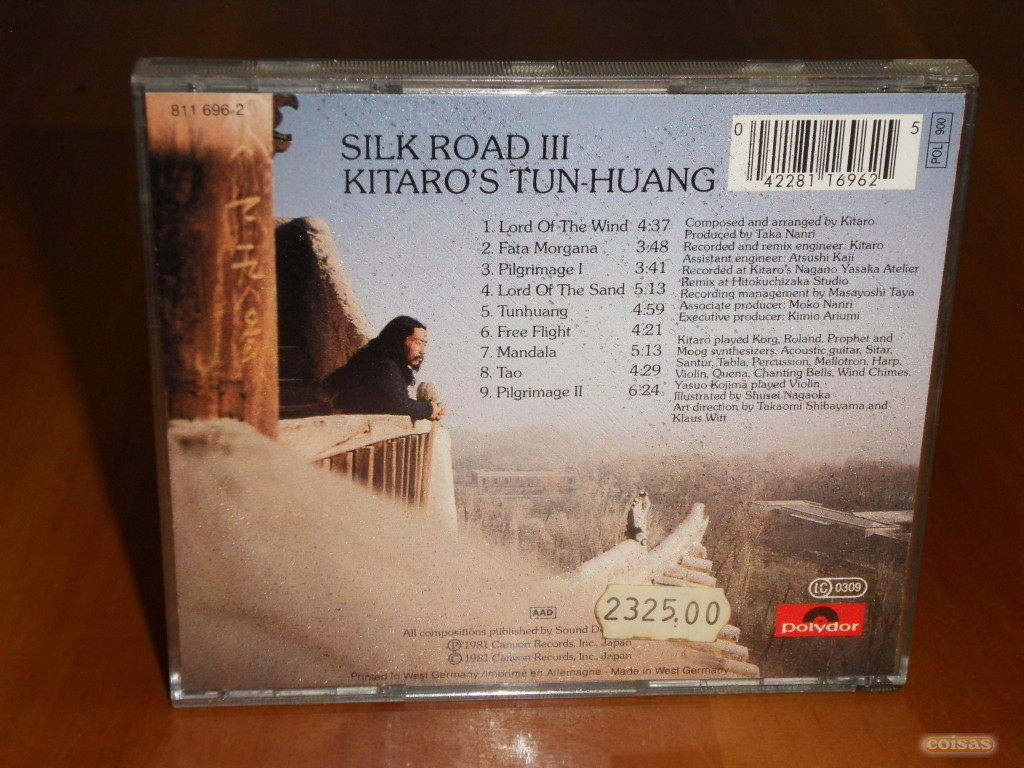 811 696-2
SILK ROAD III
KITARO'S TUN-HUANG
0 42281 16962 5
POL 900
1. Lord Of The Wind 4:37
2. Fata Morgana 3:48
3. Pilgrimage I 3:41
4. Lord Of The Sand 5:13
5. Tunhuang 4:59
6. Free Flight 4:21
7. Mandala 5:13
8. Tao 4:29
9. Pilgrimage II 6:24
Composed and arranged by Kitaro
Produced by Taka Nanri
Recorded and remix engineer: Kitaro
Assistant engineer: Atsushi Kaji
Recorded at Kitaro's Nagano Yasaka Atelier
Remix at Hitokuchizaka Studio
Recording management by Masayoshi Taya
Associate producer: Moko Nanri
Executive producer: Kimio Ariumi
Kitaro played Korg, Roland, Prophet and
Moog synthesizers, Acoustic guitar, Sitar,
Santur, Tabla, Percussion, Mellotron, Harp,
Violin, Quena, Chanting Bells, Wind Chimes.
Yasuo Kojima played Violin
Illustrated by Shusei Nagaoka
Art direction by Takaomi Shibayama and
Klaus Witt
LC 0309
polydor
AAD
2325.00
All compositions published by Sound
℗ 1981 Canyon Records, Inc., Japan
© 1981 Canyon Records, Inc., Japan
Printed in West Germany/Imprimé en Allemagne · Made in West Germany
coisas